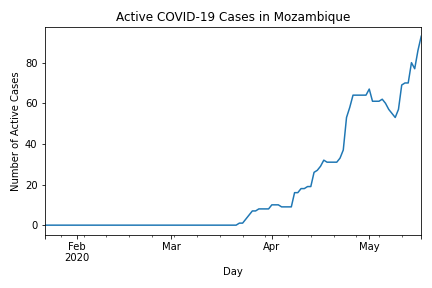 Active COVID-19 Cases in Mozambique
Number of Active Cases
80
60
40
20
0
Feb
2020
Mar
Apr
May
Day